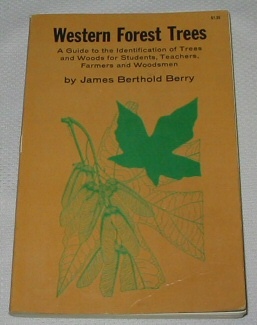 Western Forest Trees
A Guide to the Identification of Trees
and Woods for Students, Teachers,
Farmers and Woodsmen
by James Berthold Berry